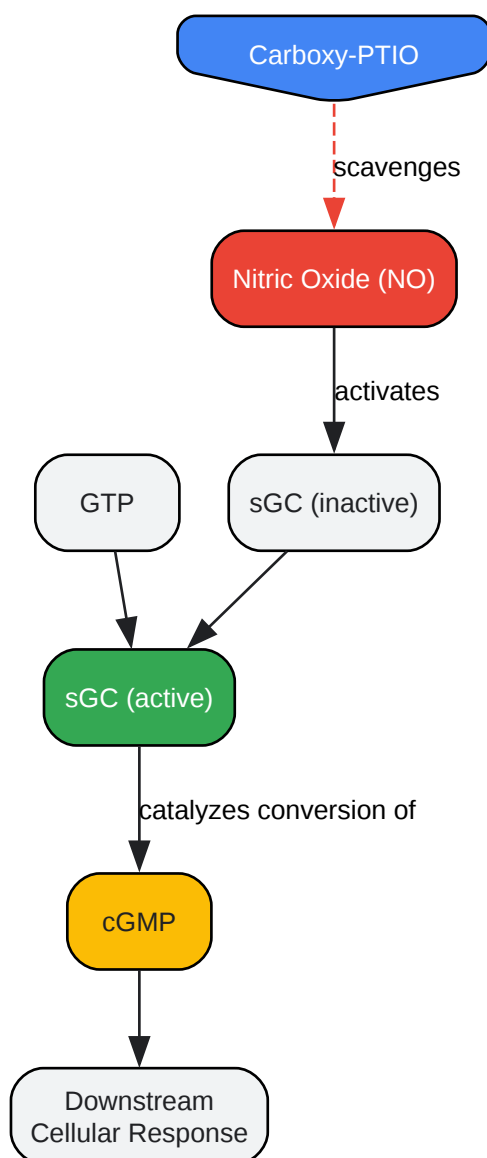 Carboxy-PTIO
scavenges
Nitric Oxide (NO)
activates
GTP
sGC (inactive)
sGC (active)
catalyzes conversion of
cGMP
Downstream
Cellular Response